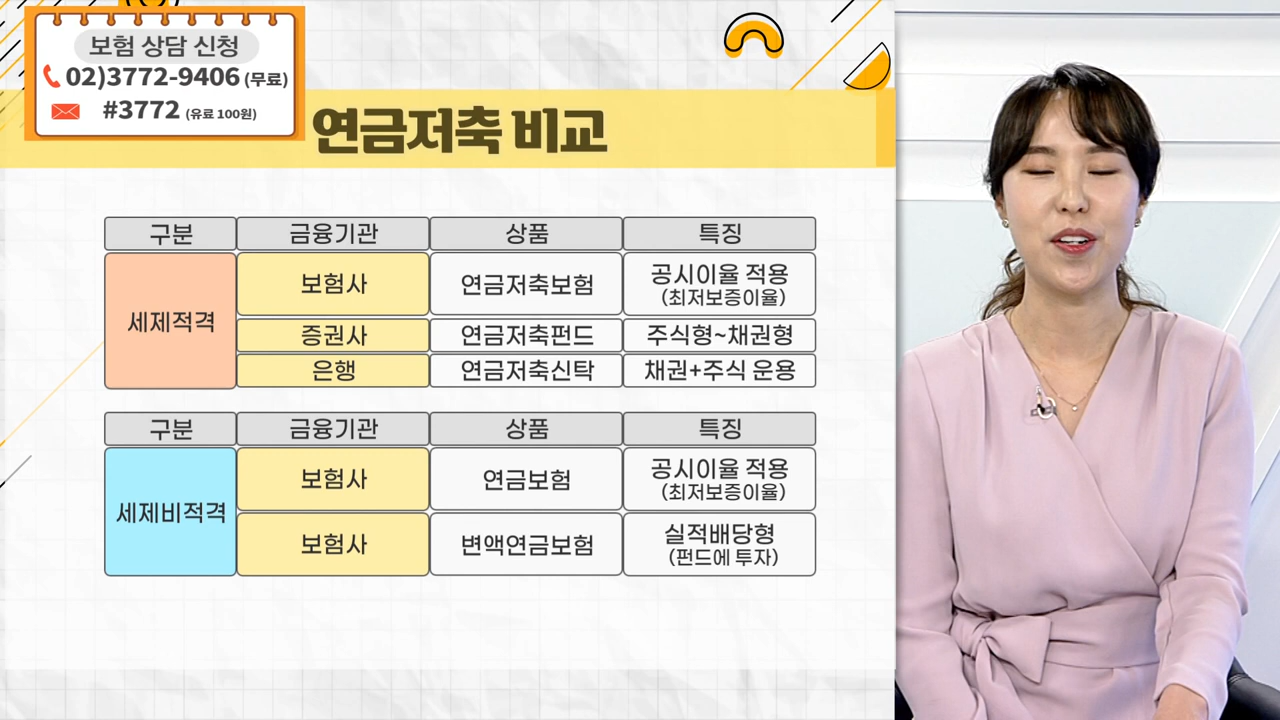 보험 상담 신청
02)3772-9406 (무료)
#3772 (유료 100원)
연금저축 비교
구분 금융기관 상품 특징
세제적격
보험사 연금저축보험 공시이율 적용
(최저보증이율)
증권사 연금저축펀드 주식형~채권형
은행 연금저축신탁 채권+주식 운용
구분 금융기관 상품 특징
세제비적격
보험사 연금보험 공시이율 적용
(최저보증이율)
보험사 변액연금보험 실적배당형
(펀드에 투자)